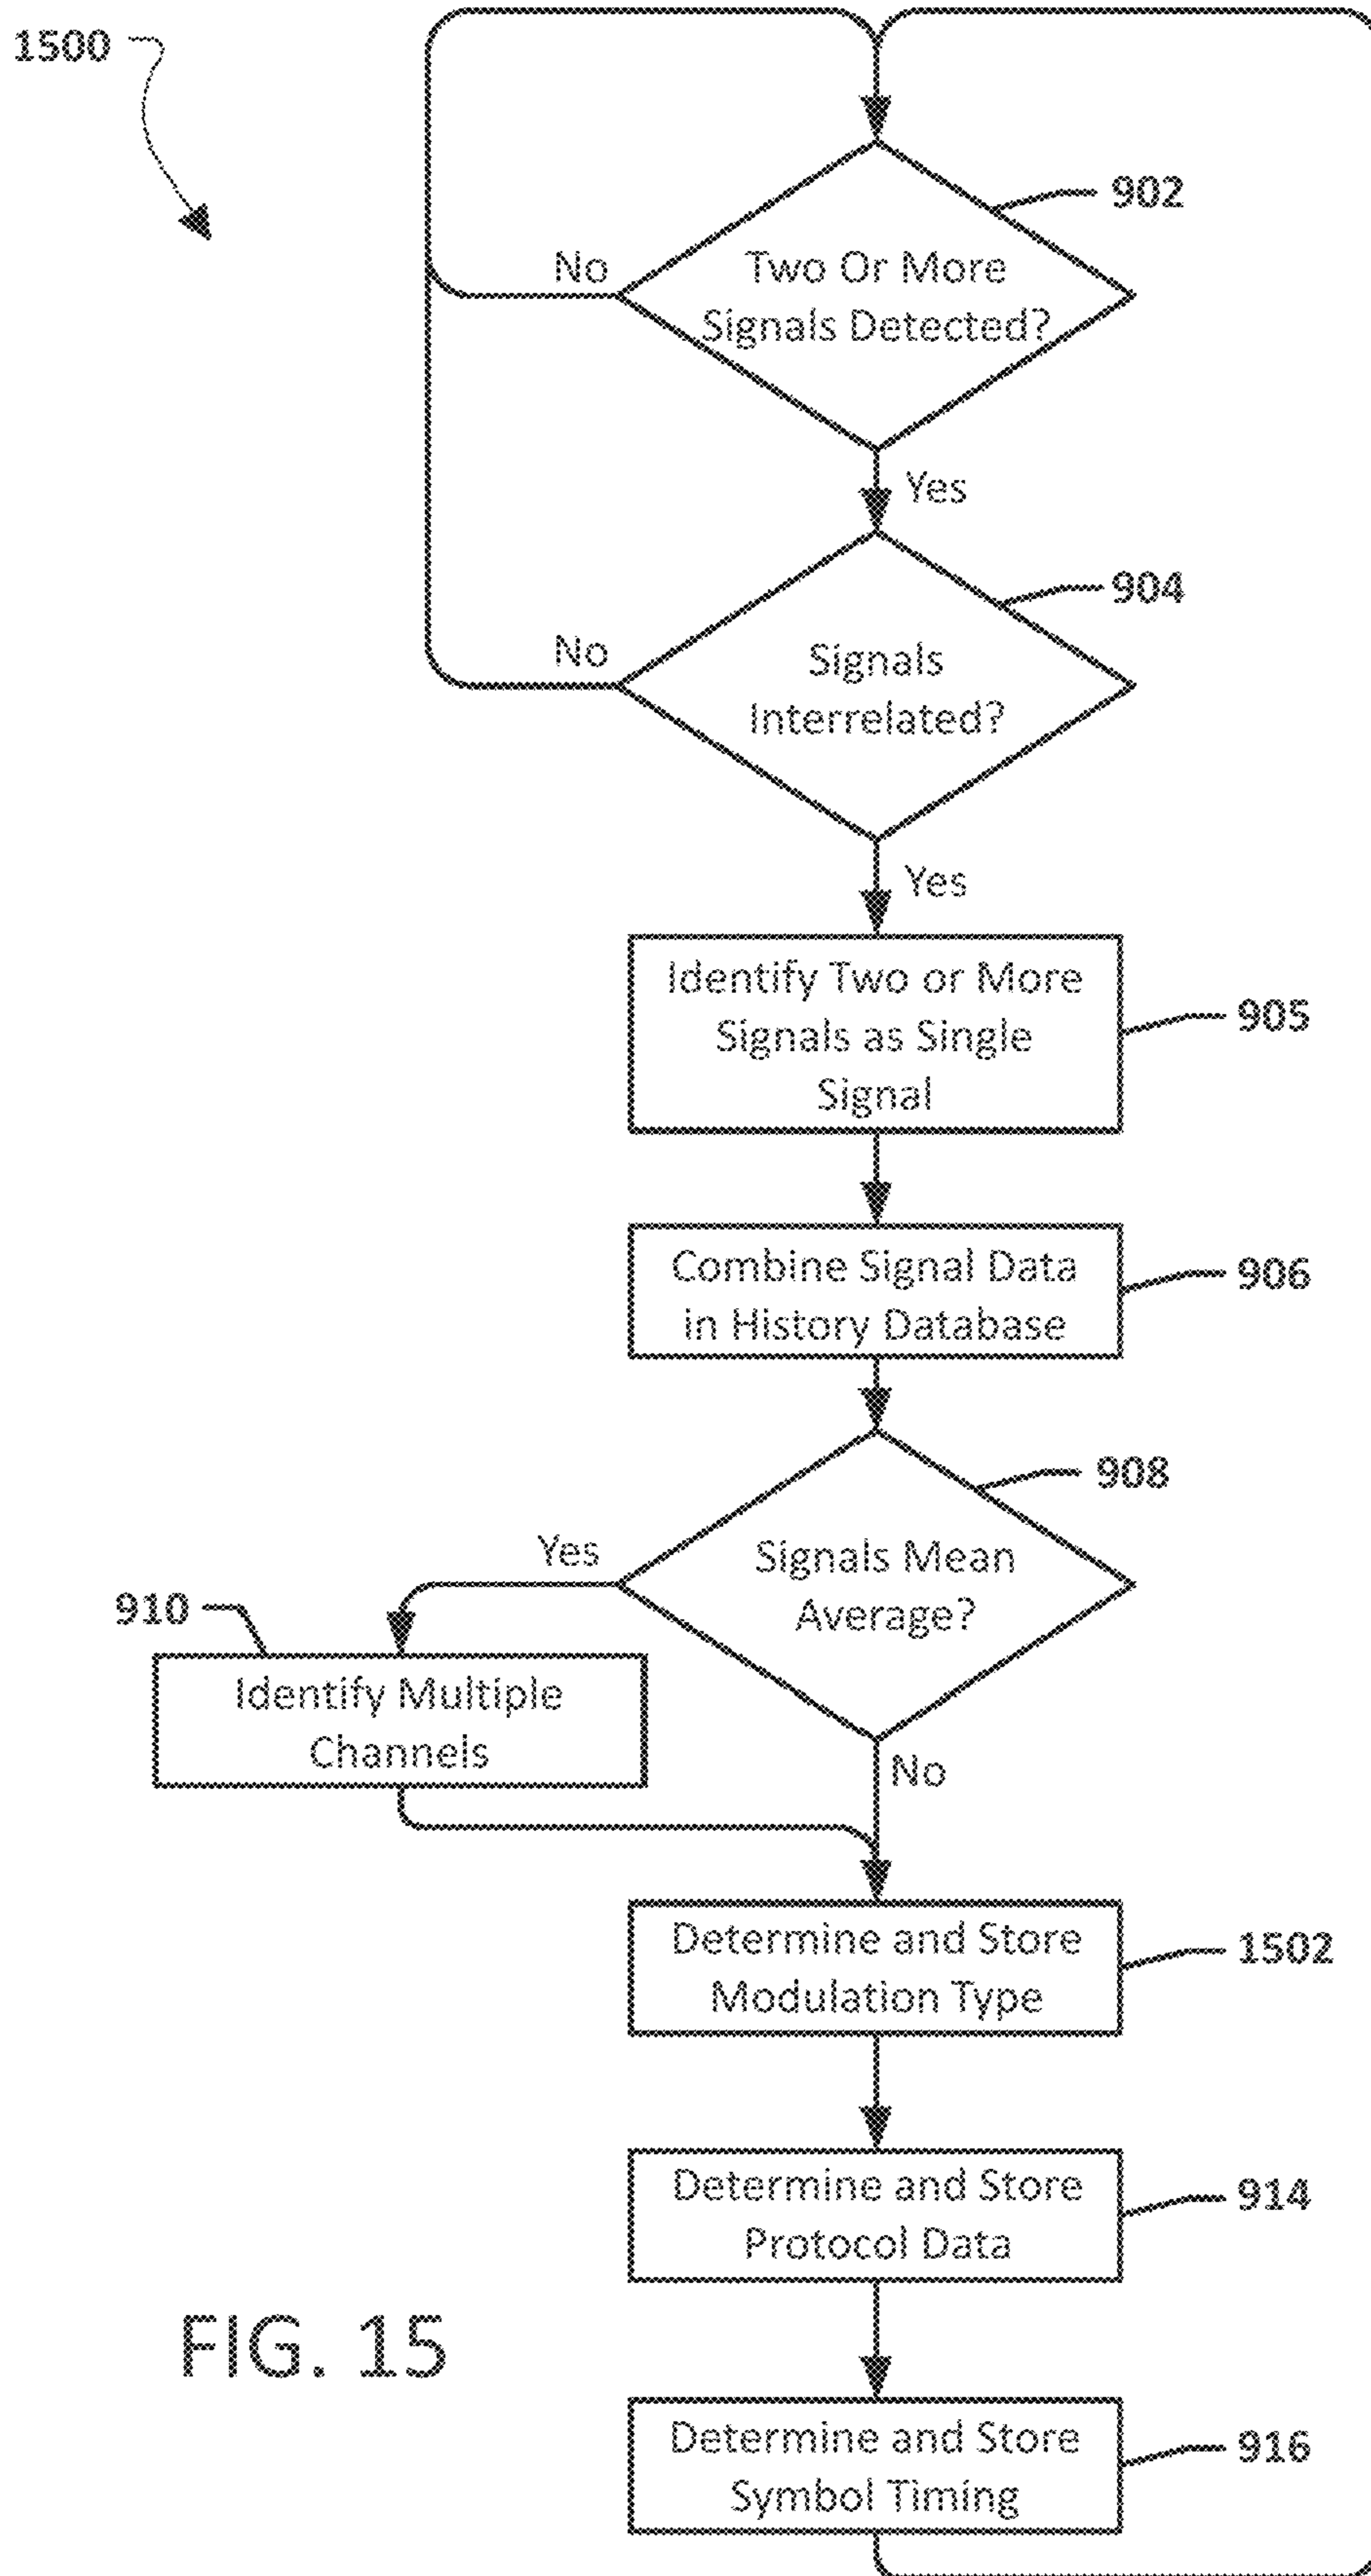 1500
902
No
Two Or More
Signals Detected?
Yes
904
No
Signals
Interrelated?
Yes
Identify Two or More
Signals as Single
Signal
905
Combine Signal Data
in History Database
906
908
Yes
Signals Mean
Average?
910
Identify Multiple
Channels
No
Determine and Store
Modulation Type
1502
Determine and Store
Protocol Data
914
FIG. 15
Determine and Store
Symbol Timing
916